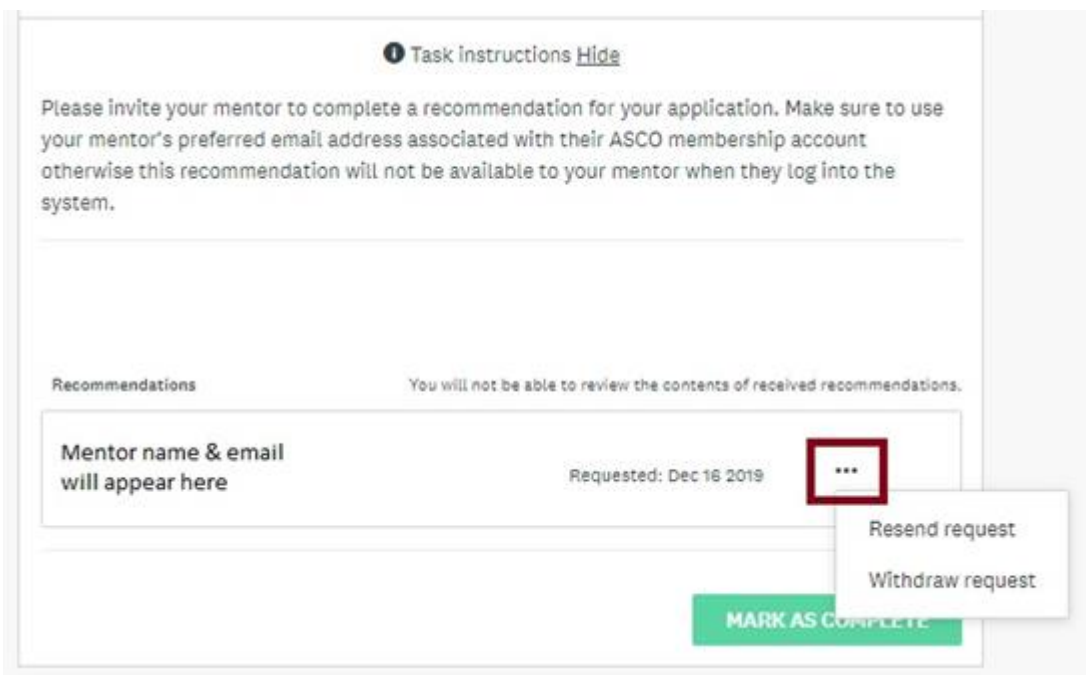 Task instructions Hide
Please invite your mentor to complete a recommendation for your application. Make sure to use
your mentor's preferred email address associated with their ASCO membership account
otherwise this recommendation will not be available to your mentor when they log into the
system.
Recommendations You will not be able to review the contents of received recommendations.
Mentor name & email
will appear here
Requested: Dec 16 2019 •••
Resend request
Withdraw request
MARK AS COMPLETE